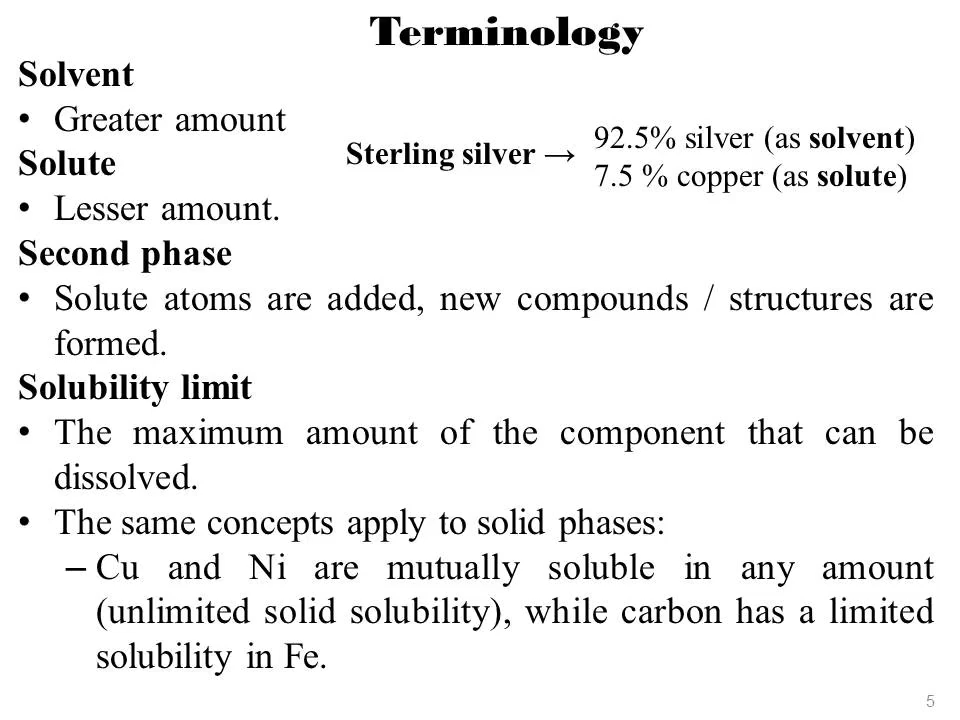 Terminology
Solvent
• Greater amount
Solute
• Lesser amount.
Sterling silver →
92.5% silver (as solvent)
7.5 % copper (as solute)
Second phase
• Solute atoms are added, new compounds / structures are
formed.
Solubility limit
• The maximum amount of the component that can be
dissolved.
• The same concepts apply to solid phases:
– Cu and Ni are mutually soluble in any amount
(unlimited solid solubility), while carbon has a limited
solubility in Fe.
5